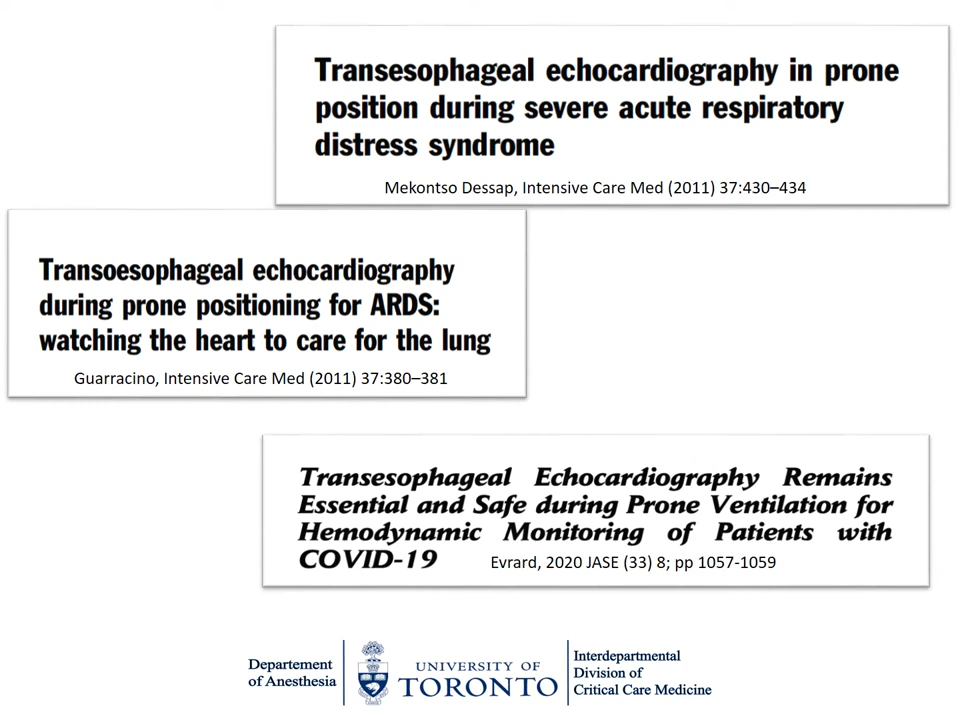 Transesophageal echocardiography in prone
position during severe acute respiratory
distress syndrome
Mekontso Dessap, Intensive Care Med (2011) 37:430–434
Transoesophageal echocardiography
during prone positioning for ARDS:
watching the heart to care for the lung
Guarracino, Intensive Care Med (2011) 37:380–381
Transesophageal Echocardiography Remains
Essential and Safe during Prone Ventilation for
Hemodynamic Monitoring of Patients with
COVID-19
Evrard, 2020 JASE (33) 8; pp 1057-1059
Departement
of Anesthesia
UNIVERSITY OF
TORONTO
Interdepartmental
Division of
Critical Care Medicine